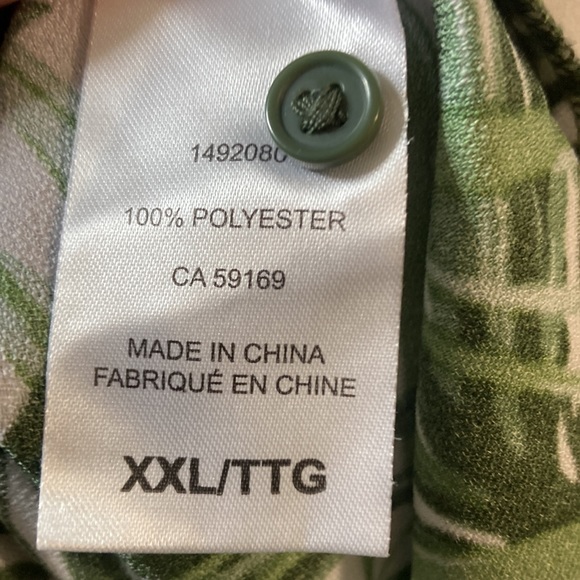 1492080
100% POLYESTER
CA 59169
MADE IN CHINA
FABRIQUÉ EN CHINE
XXL/TTG